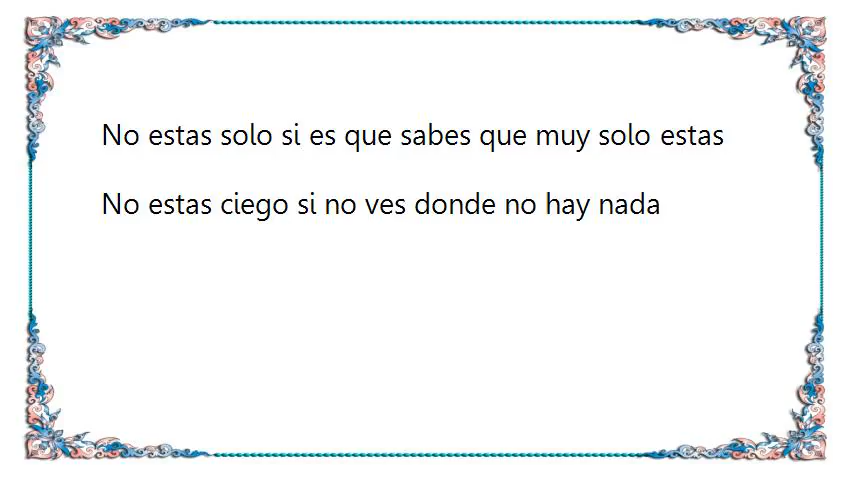 No estas solo si es que sabes que muy solo estas
No estas ciego si no ves donde no hay nada